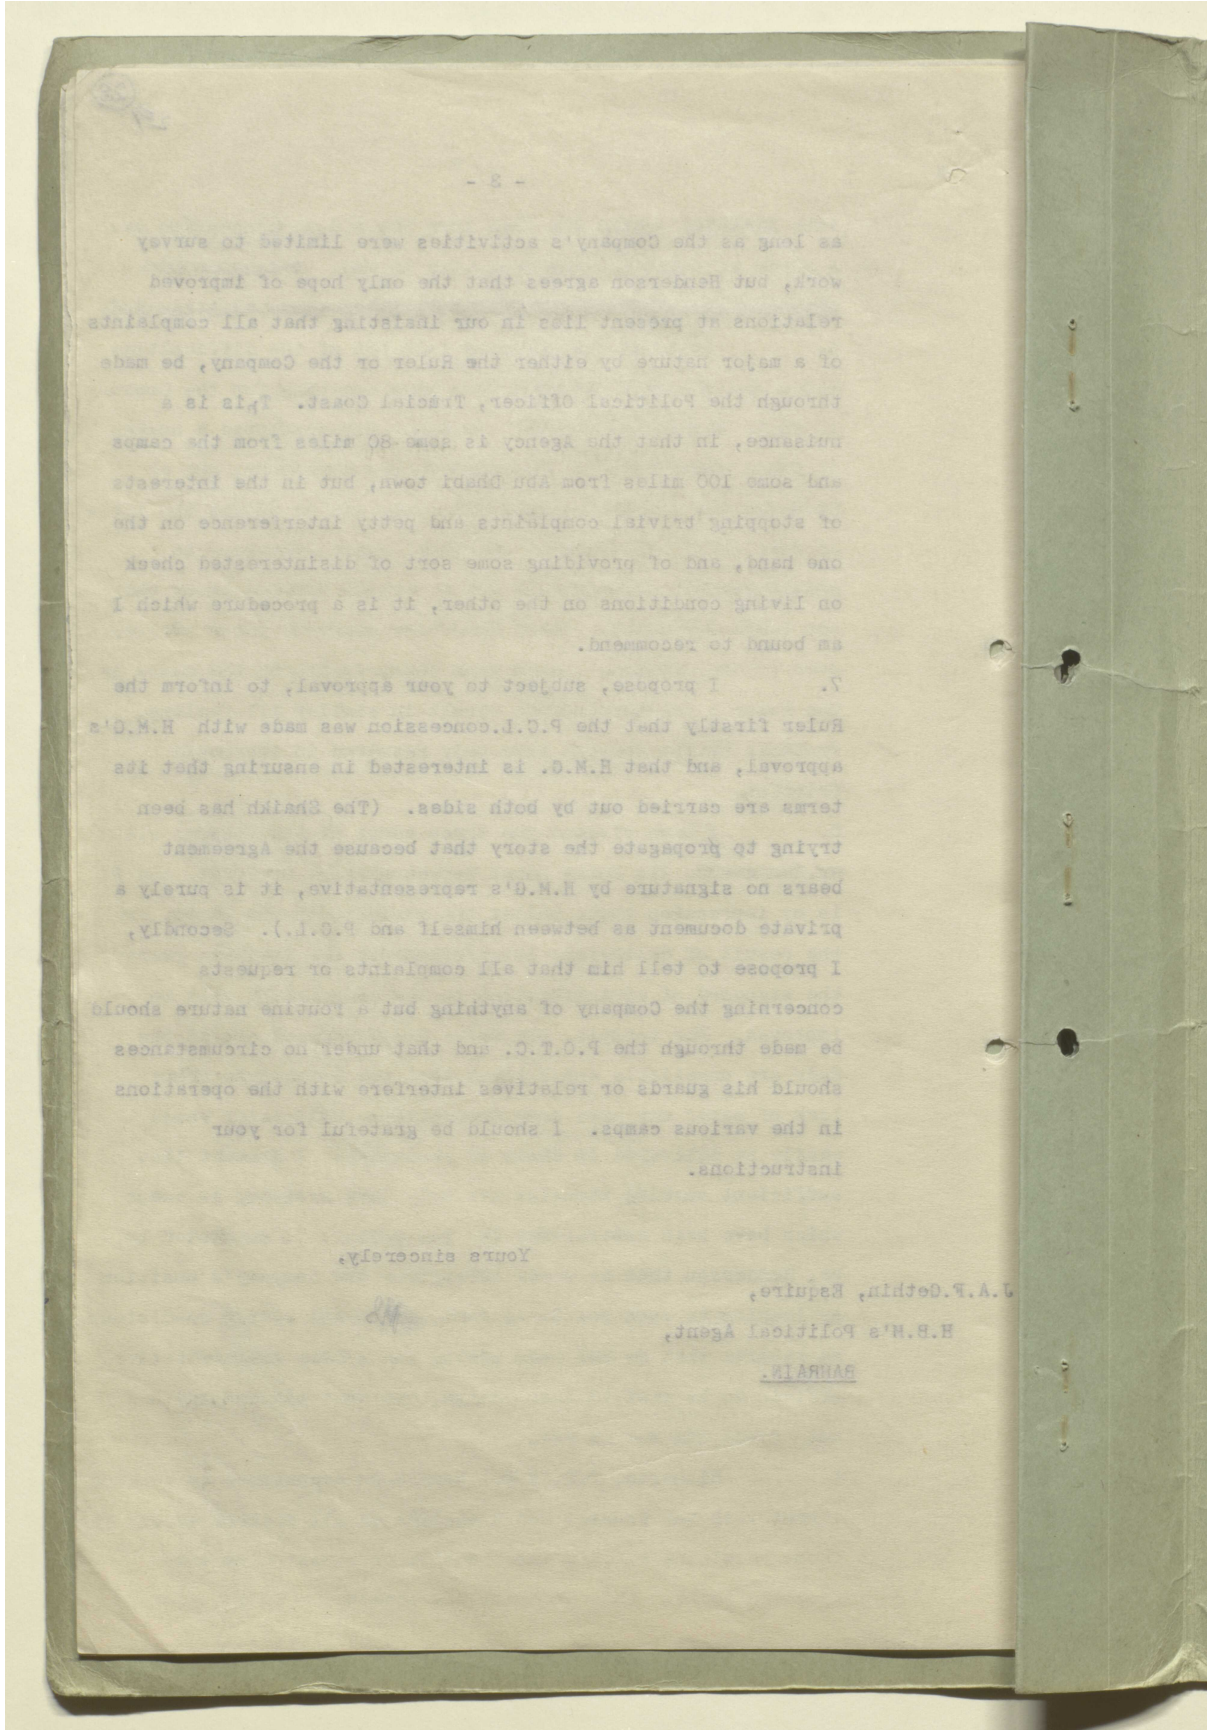 - 3 -
as long as the Company's activities were limited to survey
work, but Henderson agrees that the only hope of improved
relations at present lies in our insisting that all complaints
of a major nature by either the Ruler or the Company, be made
through the Political Officer, Trucial Coast. This is a
nuisance, in that the Agency is some 80 miles from the camps
and some 100 miles from Abu Dhabi town, but in the interests
of stopping trivial complaints and petty interference on the
one hand, and of providing some sort of disinterested check
on living conditions on the other, it is a procedure which I
am bound to recommend.
7. I propose, subject to your approval, to inform the
Ruler firstly that the P.C.L.concession was made with H.M.G's
approval, and that H.M.G. is interested in ensuring that its
terms are carried out by both sides. (The Shaikh has been
trying to propagate the story that because the Agreement
bears no signature by H.M.G's representative, it is purely a
private document as between himself and P.C.L.). Secondly,
I propose to tell him that all complaints or requests
concerning the Company of anything but a routine nature should
be made through the P.O.T.C. and that under no circumstances
should his guards or relatives interfere with the operations
in the various camps. I should be grateful for your
instructions.
Yours sincerely,
J.A.F.Gethin, Esquire,
H.B.M's Political Agent,
BAHRAIN.